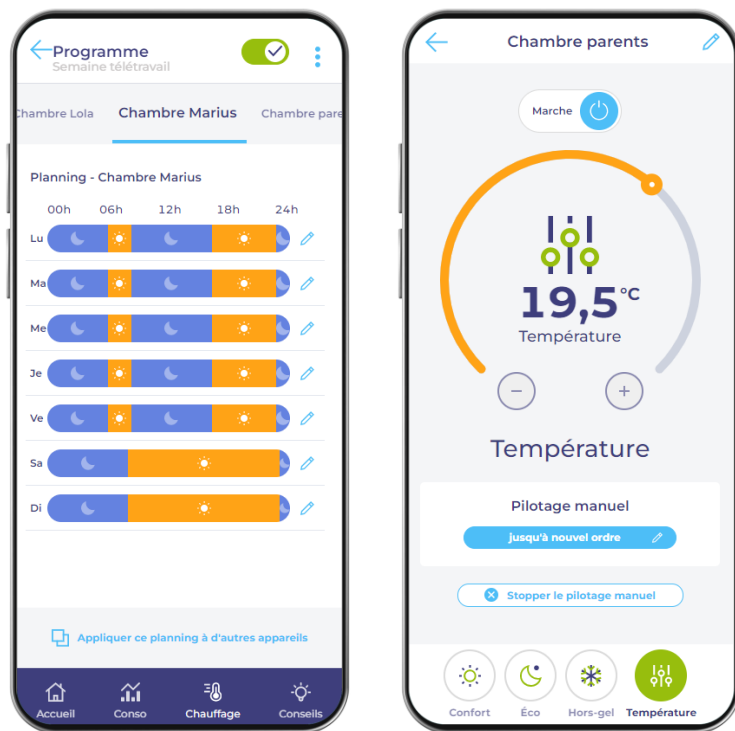 Programme
Semaine télétravail
Chambre Lola Chambre Marius Chambre pare
Planning - Chambre Marius
00h 06h 12h 18h 24h
Lu
Ma
Me
Je
Ve
Sa
Di
Appliquer ce planning à d'autres appareils
Accueil Conso Chauffage Conseils
Chambre parents
Marche
19,5°C
Température
Température
Pilotage manuel
jusqu'à nouvel ordre
Stopper le pilotage manuel
Confort Éco Hors-gel Température